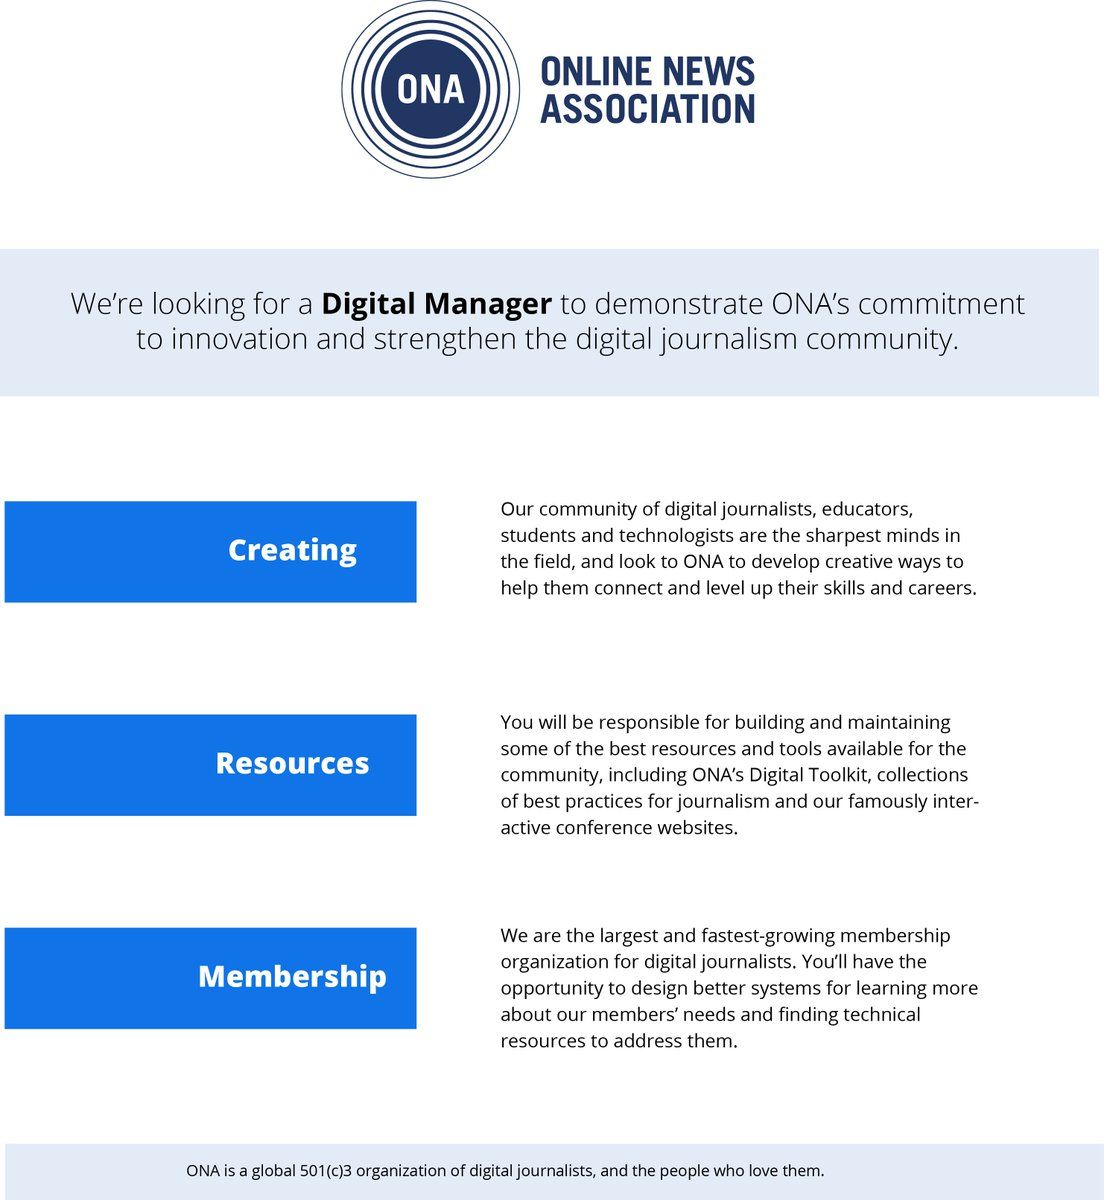 ONA
ONLINE NEWS
ASSOCIATION
We’re looking for a Digital Manager to demonstrate ONA’s commitment
to innovation and strengthen the digital journalism community.
Creating
Our community of digital journalists, educators,
students and technologists are the sharpest minds in
the field, and look to ONA to develop creative ways to
help them connect and level up their skills and careers.
Resources
You will be responsible for building and maintaining
some of the best resources and tools available for the
community, including ONA’s Digital Toolkit, collections
of best practices for journalism and our famously inter-
active conference websites.
Membership
We are the largest and fastest-growing membership
organization for digital journalists. You’ll have the
opportunity to design better systems for learning more
about our members’ needs and finding technical
resources to address them.
ONA is a global 501(c)3 organization of digital journalists, and the people who love them.